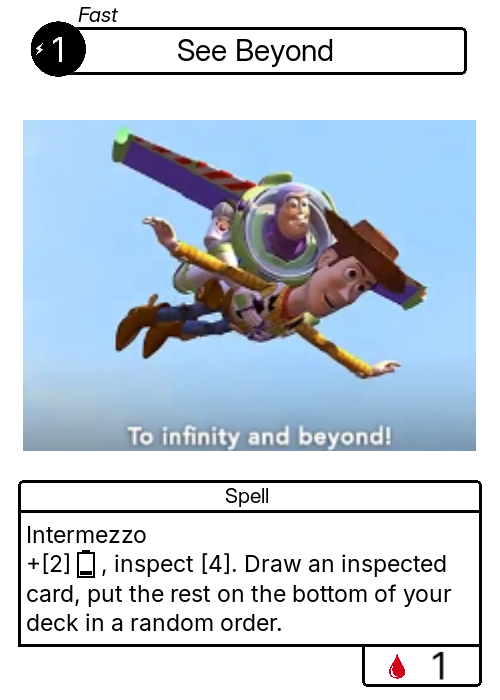 Fast
1
See Beyond
To infinity and beyond!
Spell
Intermezzo
+[2] , inspect [4]. Draw an inspected
card, put the rest on the bottom of your
deck in a random order.
1